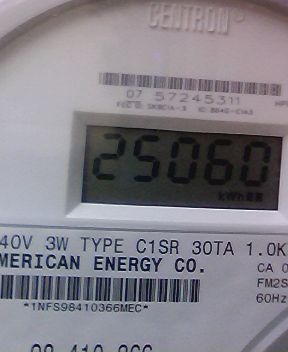 CENTRON®
07 57245311
25060
kWh
40V 3W TYPE C1SR 30TA 1.0K
MERICAN ENERGY CO.
CA 0
FM2S
60Hz
*1NFS98410366MEC*